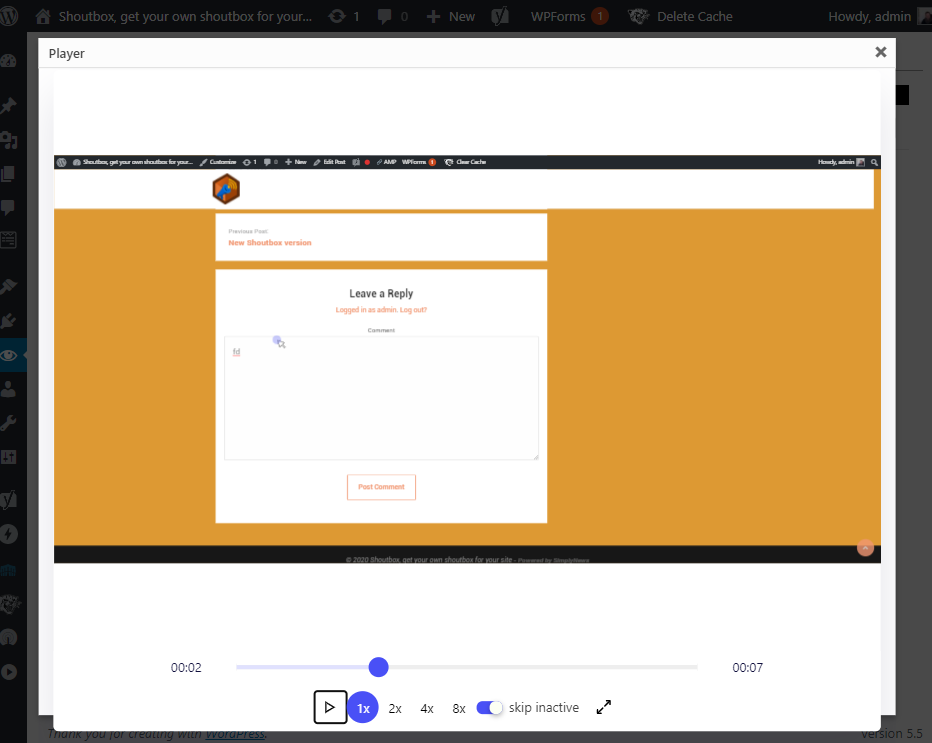 Shoutbox, get your own shoutbox for your... 1 0 New WPForms 1 Delete Cache Howdy, admin
Player
Shoutbox, get your own shoutbox for your... Customize 1 0 New Edit Post AMP WPForms 1 Clear Cache Howdy, admin
Previous Post
New Shoutbox version
Leave a Reply
Logged in as admin. Log out?
Comment
fd
Post Comment
© 2020 Shoutbox, get your own shoutbox for your site - Powered by SimplyNews
00:02 00:07
1x 2x 4x 8x skip inactive
Thank you for creating with WordPress. Version 5.5